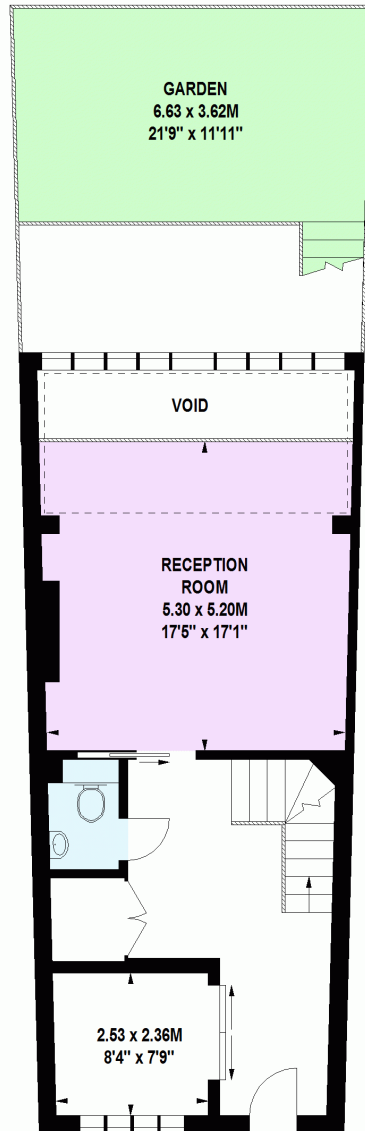 GARDEN
6.63 x 3.62M
21'9" x 11'11"
VOID
RECEPTION
ROOM
5.30 x 5.20M
17'5" x 17'1"
2.53 x 2.36M
8'4" x 7'9"